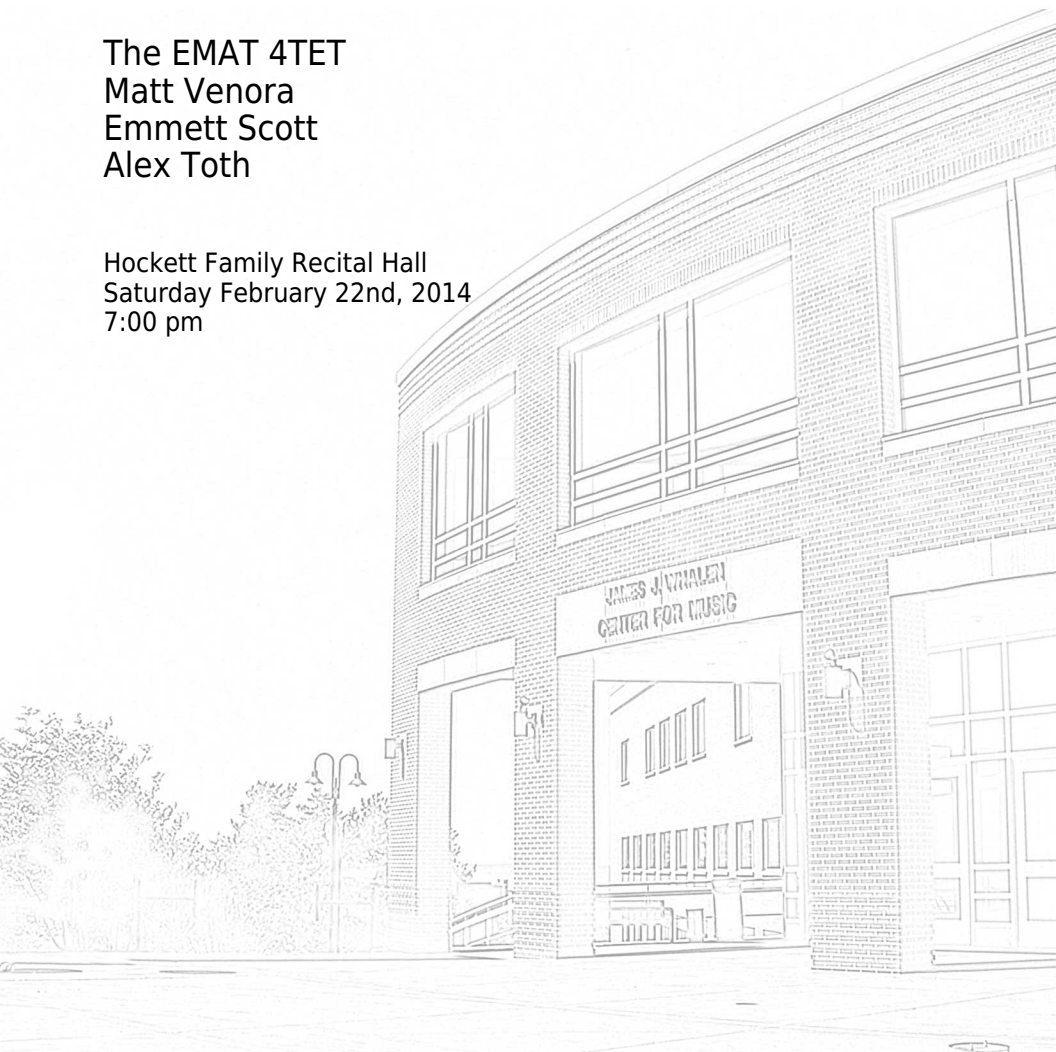 The EMAT 4TET
Matt Venora
Emmett Scott
Alex Toth
Hockett Family Recital Hall
Saturday February 22nd, 2014
7:00 pm
JAMES J. WHALEN
CENTER FOR MUSIC